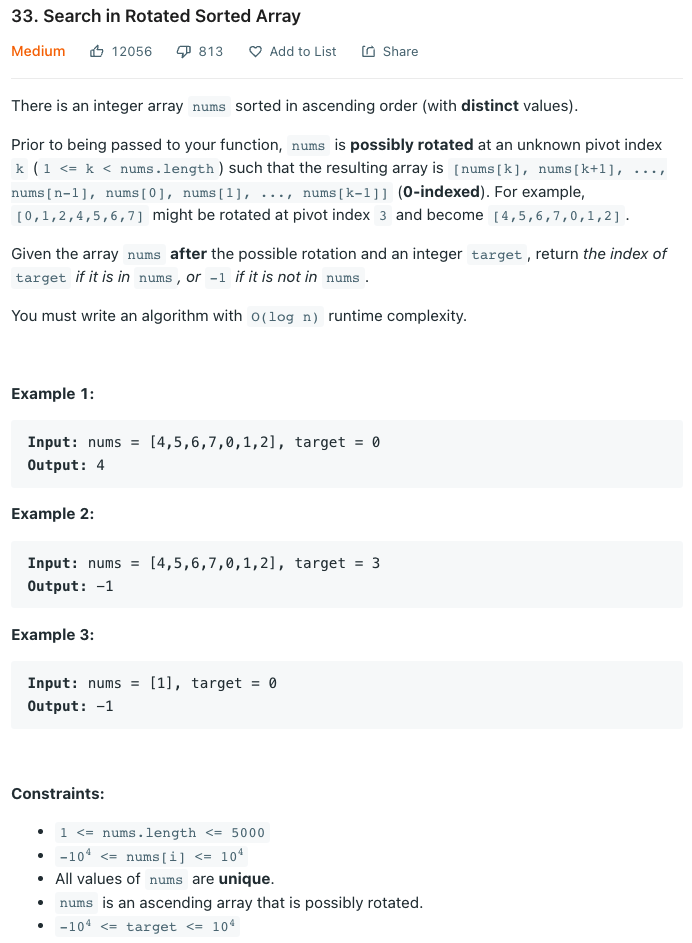 33. Search in Rotated Sorted Array
Medium 12056 813 Add to List Share
There is an integer array nums sorted in ascending order (with distinct values).
Prior to being passed to your function, nums is possibly rotated at an unknown pivot index
k (1 <= k < nums.length) such that the resulting array is [nums[k], nums[k+1], ...,
nums[n-1], nums[0], nums[1], ..., nums[k-1]] (0-indexed). For example,
[0,1,2,4,5,6,7] might be rotated at pivot index 3 and become [4,5,6,7,0,1,2].
Given the array nums after the possible rotation and an integer target, return the index of
target if it is in nums, or -1 if it is not in nums.
You must write an algorithm with O(log n) runtime complexity.
Example 1:
Input: nums = [4,5,6,7,0,1,2], target = 0
Output: 4
Example 2:
Input: nums = [4,5,6,7,0,1,2], target = 3
Output: -1
Example 3:
Input: nums = [1], target = 0
Output: -1
Constraints:
• 1 <= nums.length <= 5000
• -10⁴ <= nums[i] <= 10⁴
• All values of nums are unique.
• nums is an ascending array that is possibly rotated.
• -10⁴ <= target <= 10⁴